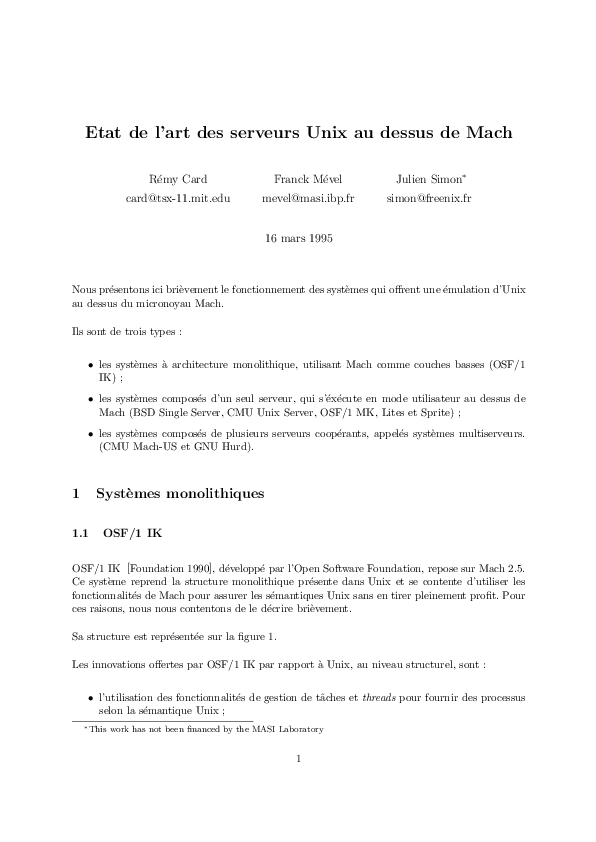 Etat de l'art des serveurs Unix au dessus de Mach
Rémy Card
Franck Mével
Julien Simon*
card@tsx-11.mit.edu
mevel@masi.ibp.fr
simon@freenix.fr
16 mars 1995
Nous présentons ici brièvement le fonctionnement des systèmes qui offrent une émulation d'Unix
au dessus du micronoyau Mach.
Ils sont de trois types :
• les systèmes à architecture monolithique, utilisant Mach comme couches basses (OSF/1
IK) ;
• les systèmes composés d'un seul serveur, qui s'éxécute en mode utilisateur au dessus de
Mach (BSD Single Server, CMU Unix Server, OSF/1 MK, Lites et Sprite) ;
• les systèmes composés de plusieurs serveurs coopérants, appelés systèmes multiserveurs.
(CMU Mach-US et GNU Hurd).
1 Systèmes monolithiques
1.1 OSF/1 IK
OSF/1 IK [Foundation 1990], développé par l'Open Software Foundation, repose sur Mach 2.5.
Ce système reprend la structure monolithique présente dans Unix et se contente d'utiliser les
fonctionnalités de Mach pour assurer les sémantiques Unix sans en tirer pleinement profit. Pour
ces raisons, nous nous contentons de le décrire brièvement.
Sa structure est représentée sur la figure 1.
Les innovations offertes par OSF/1 IK par rapport à Unix, au niveau structurel, sont :
• l'utilisation des fonctionnalités de gestion de tâches et threads pour fournir des processus
selon la sémantique Unix ;
*This work has not been financed by the MASI Laboratory
1